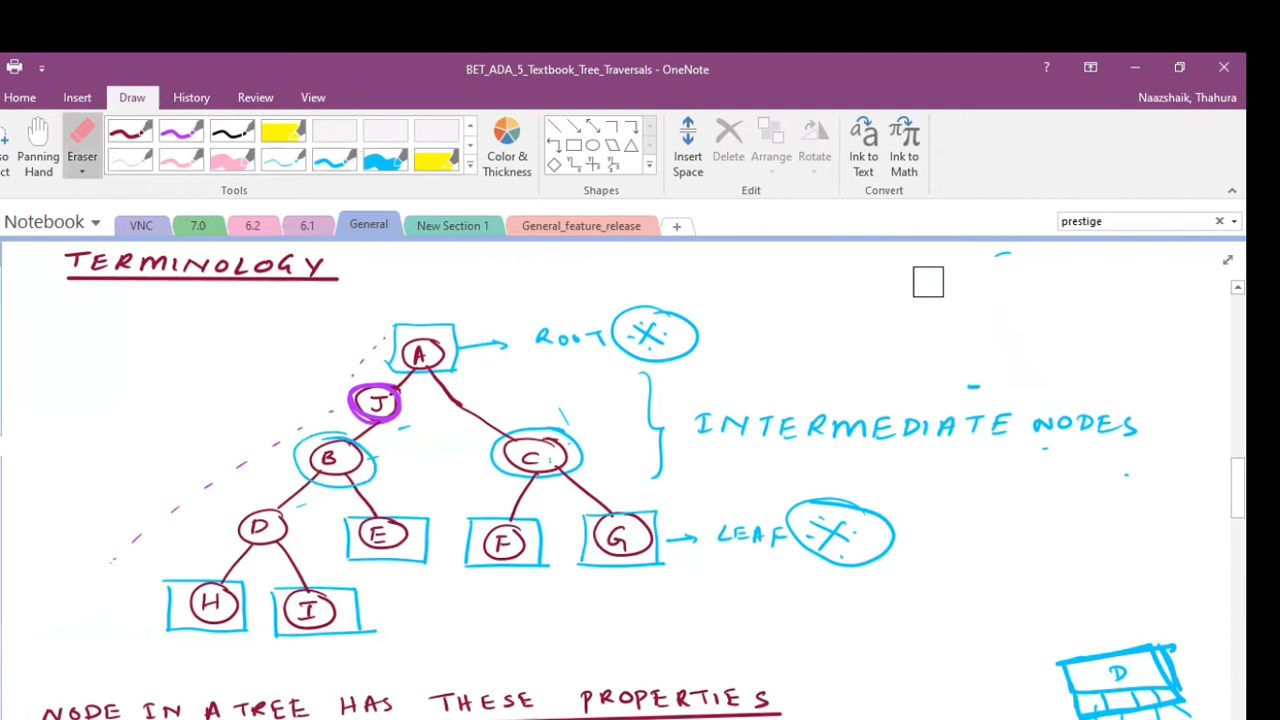 BET_ADA_5_Textbook_Tree_Traversals - OneNote
?
Home Insert Draw History Review View
Naazshaik, Thahura
Panning Hand
Eraser
Color & Thickness
Insert Space
Delete
Arrange
Rotate
Ink to Text
Ink to Math
Tools
Shapes
Edit
Convert
Notebook
VNC 7.0 6.2 6.1 General New Section 1 General_feature_release +
prestige
TERMINOLOGY
A
ROOT
J
INTERMEDIATE NODES
B
C
D
E
F
G
LEAF
H
I
D
NODE IN A TREE HAS THESE PROPERTIES